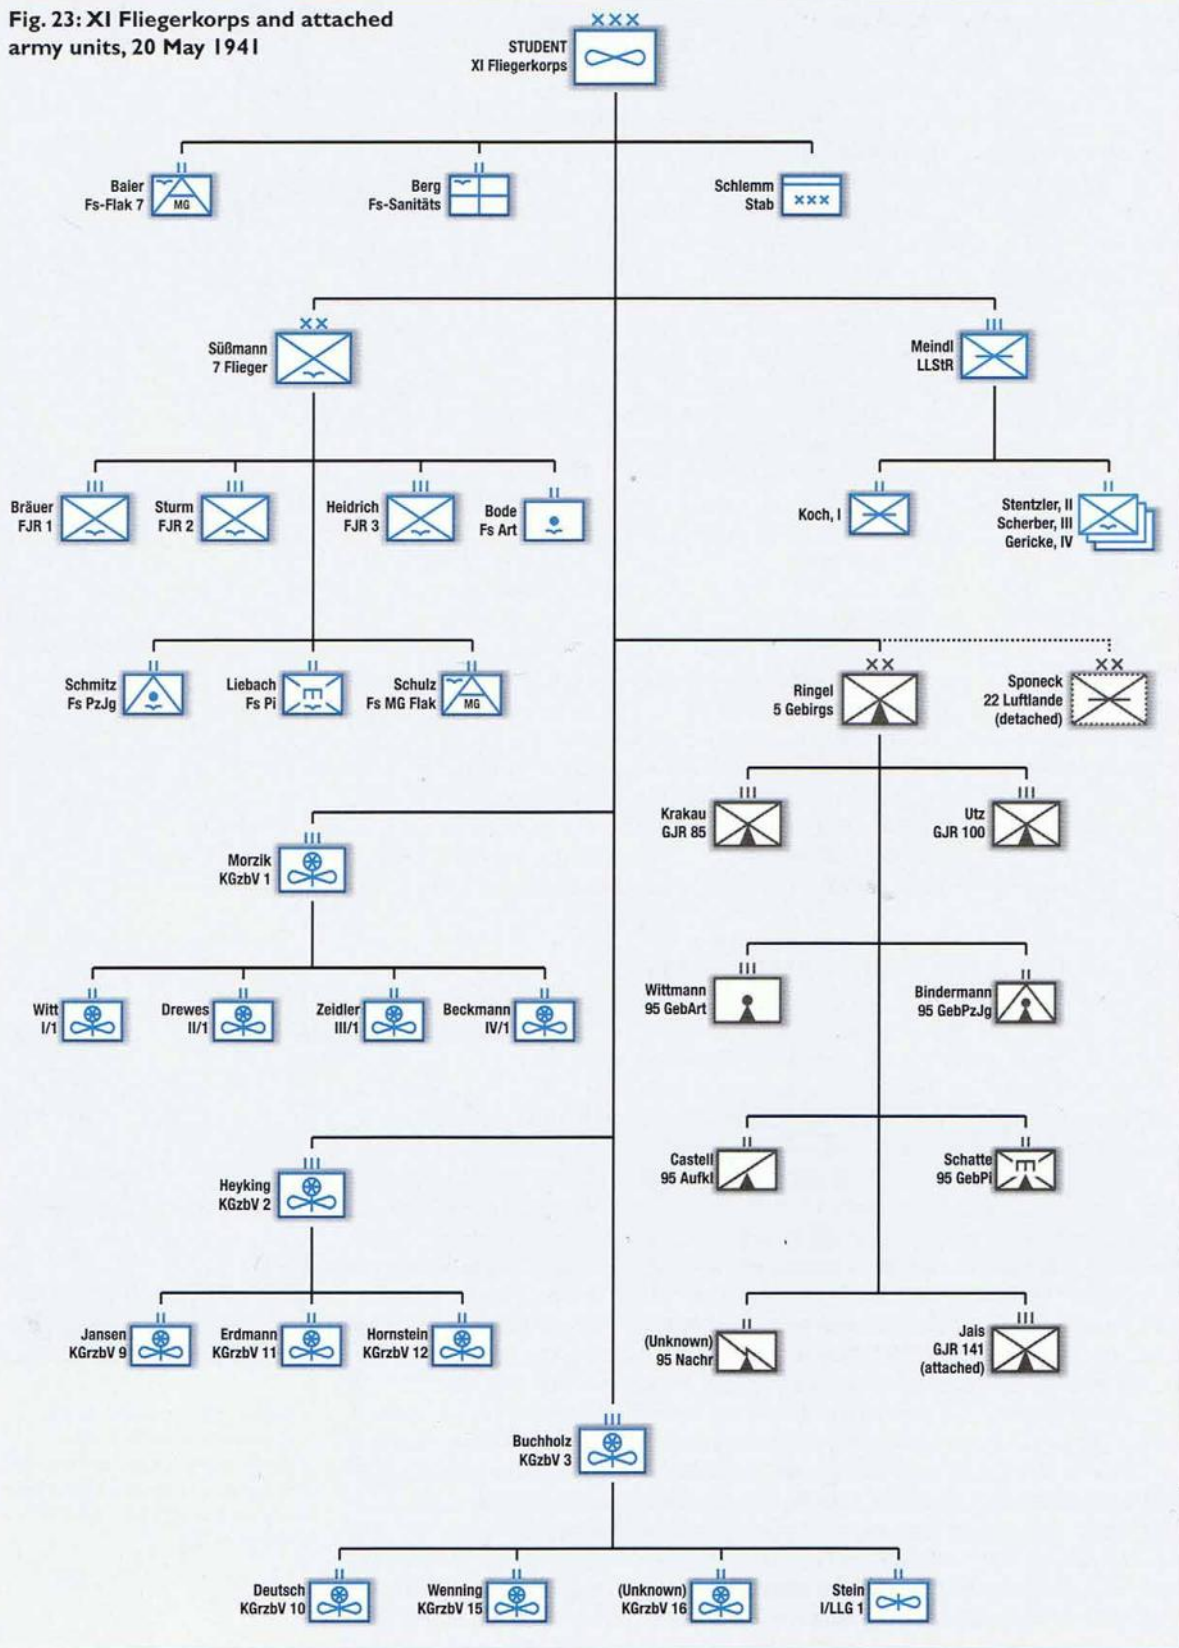 Fig. 23: XI Fliegerkorps and attached
army units, 20 May 1941
STUDENT
XI Fliegerkorps
Baier
Fs-Flak 7
MG
Berg
Fs-Sanitäts
Schlemm
Stab
Süßmann
7 Flieger
Meindl
LLStR
Bräuer
FJR 1
Sturm
FJR 2
Heidrich
FJR 3
Bode
Fs Art
Koch, I
Stentzler, II
Scherber, III
Gericke, IV
Schmitz
Fs PzJg
Liebach
Fs Pi
Schulz
Fs MG Flak
MG
Ringel
5 Gebirgs
Sponeck
22 Luftlande
(detached)
Krakau
GJR 85
Utz
GJR 100
Morzik
KGzbV 1
Wittmann
95 GebArt
Bindermann
95 GebPzJg
Witt
I/1
Drewes
II/1
Zeidler
III/1
Beckmann
IV/1
Castell
95 Aufkl
Schatte
95 GebPi
Heyking
KGzbV 2
Jansen
KGrzbV 9
Erdmann
KGrzbV 11
Hornstein
KGrzbV 12
(Unknown)
95 Nachr
Jais
GJR 141
(attached)
Buchholz
KGzbV 3
Deutsch
KGrzbV 10
Wenning
KGrzbV 15
(Unknown)
KGrzbV 16
Stein
I/LLG 1